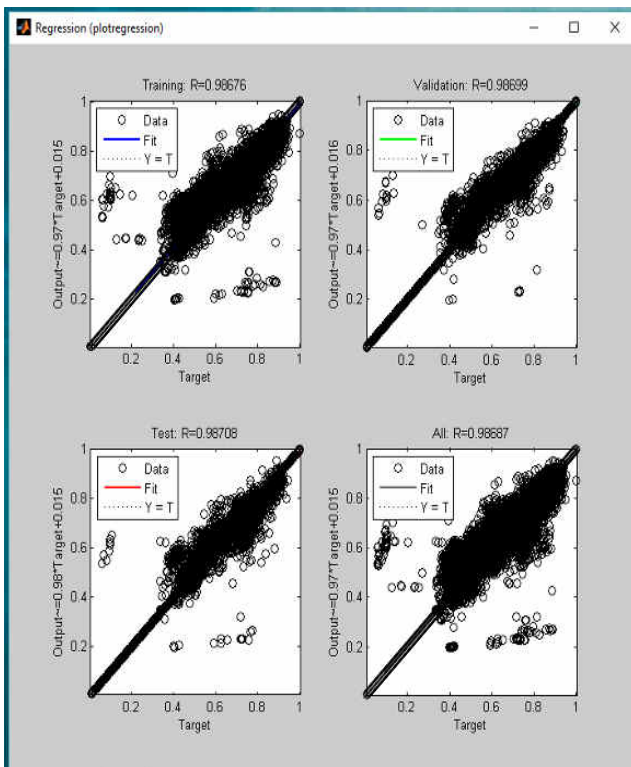 Regression (plotregression)
Training: R=0.98676
Output~=0.97*Target+0.015
1
0.8
0.6
0.4
0.2
Data
Fit
Y = T
0.2 0.4 0.6 0.8 1
Target
Validation: R=0.98699
Output~=0.97*Target+0.016
1
0.8
0.6
0.4
0.2
Data
Fit
Y = T
0.2 0.4 0.6 0.8 1
Target
Test: R=0.98708
Output~=0.98*Target+0.015
1
0.8
0.6
0.4
0.2
Data
Fit
Y = T
0.2 0.4 0.6 0.8 1
Target
All: R=0.98687
Output~=0.97*Target+0.015
1
0.8
0.6
0.4
0.2
Data
Fit
Y = T
0.2 0.4 0.6 0.8 1
Target